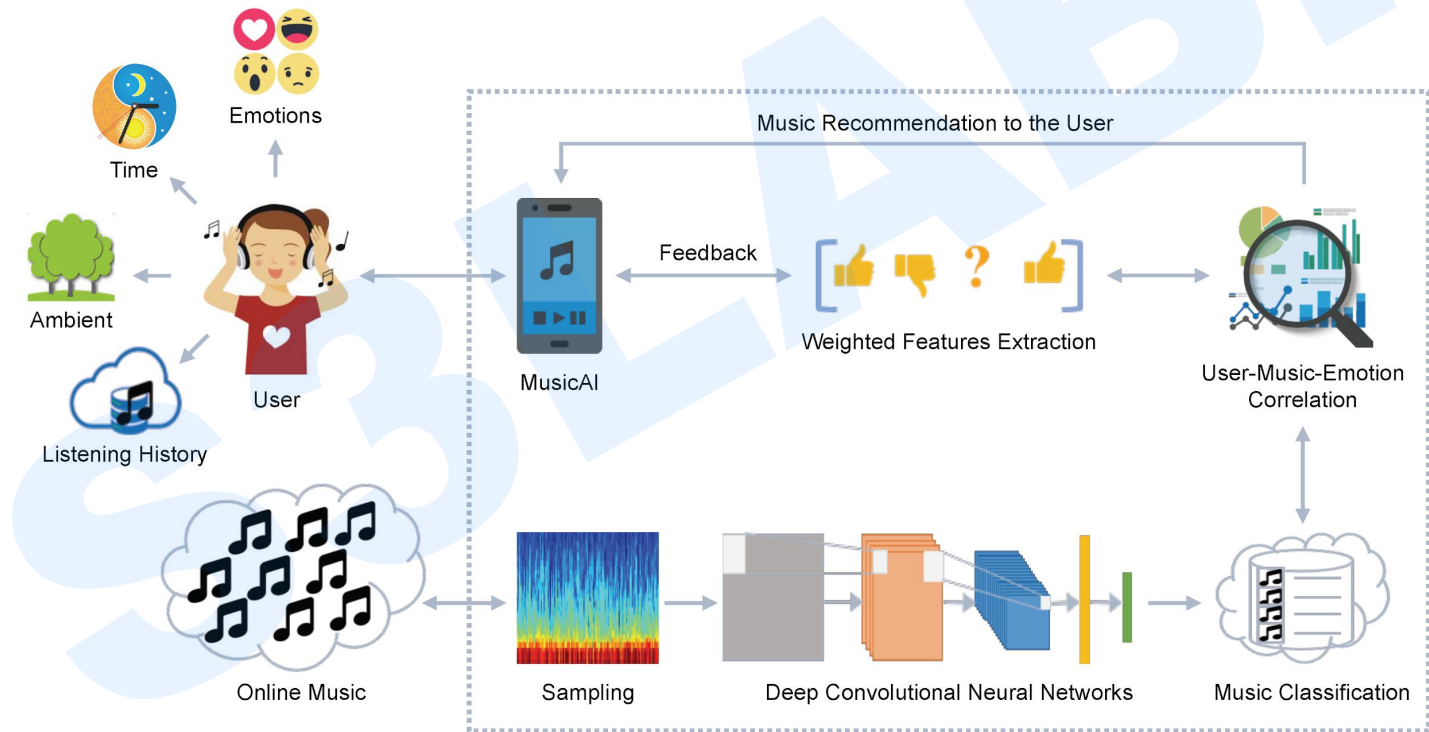 Emotions
Time
Music Recommendation to the User
Ambient
Feedback
User
MusicAI
Weighted Features Extraction
User-Music-Emotion
Correlation
Listening History
Online Music
Sampling
Deep Convolutional Neural Networks
Music Classification
S3LAB